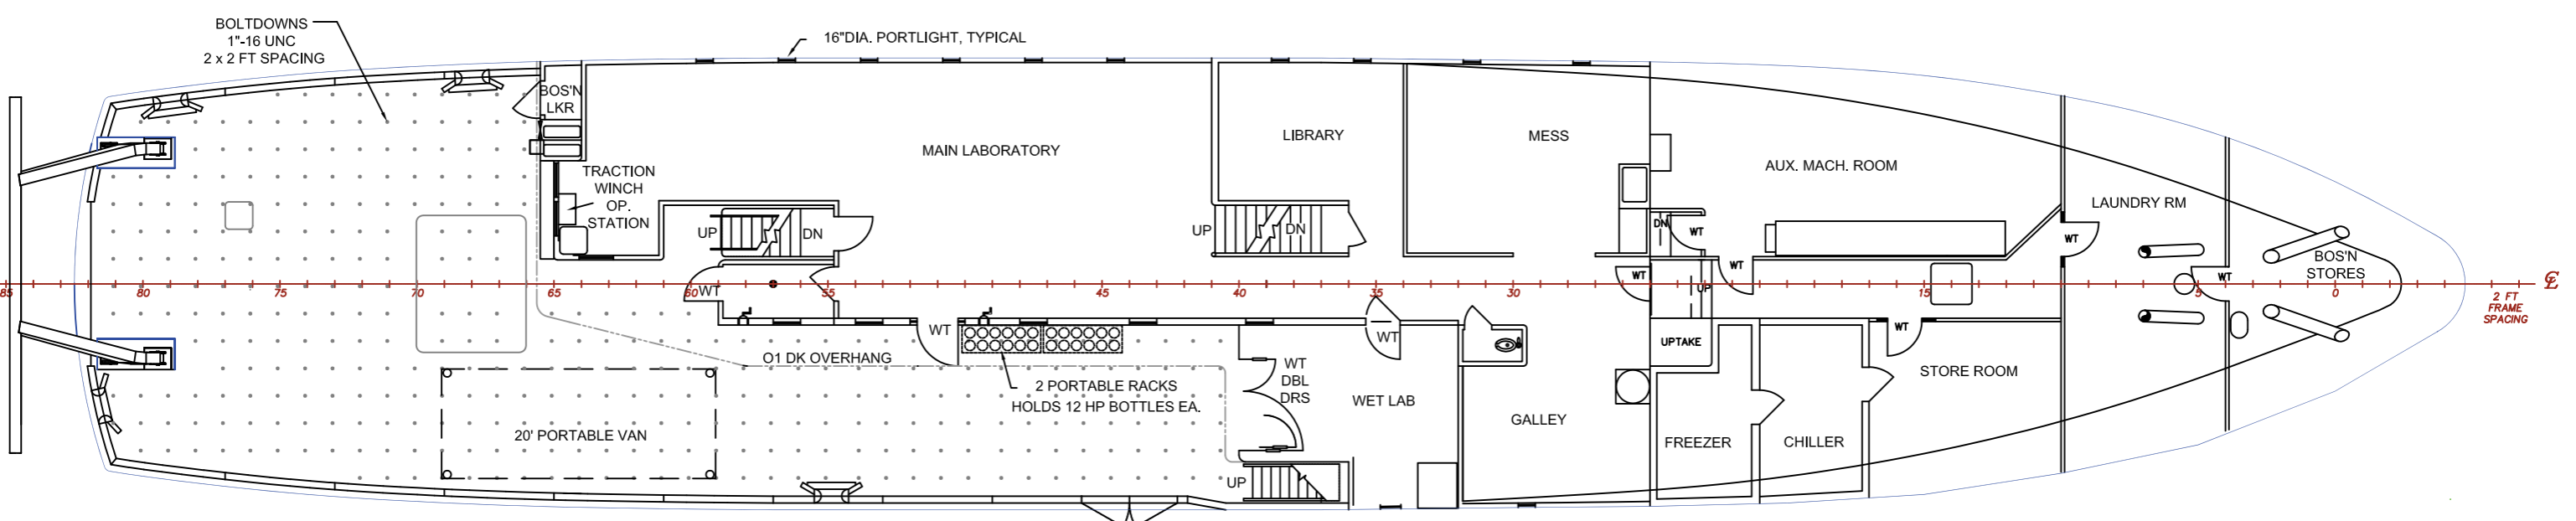 BOLTDOWNS
1"-16 UNC
2 x 2 FT SPACING
16"DIA. PORTLIGHT, TYPICAL
BOS'N
LKR
TRACTION
WINCH
OP.
STATION
MAIN LABORATORY
LIBRARY
MESS
AUX. MACH. ROOM
LAUNDRY RM
UP
DN
UP
DN
DN
WT
WT
WT
WT
UP
WT
BOS'N
STORES
WT
85
80
75
70
65
60
55
45
40
35
30
15
5
0
℄
2 FT
FRAME
SPACING
WT
WT
WT
UPTAKE
O1 DK OVERHANG
2 PORTABLE RACKS
HOLDS 12 HP BOTTLES EA.
WT
DBL
DRS
WET LAB
GALLEY
STORE ROOM
FREEZER
CHILLER
20' PORTABLE VAN
UP